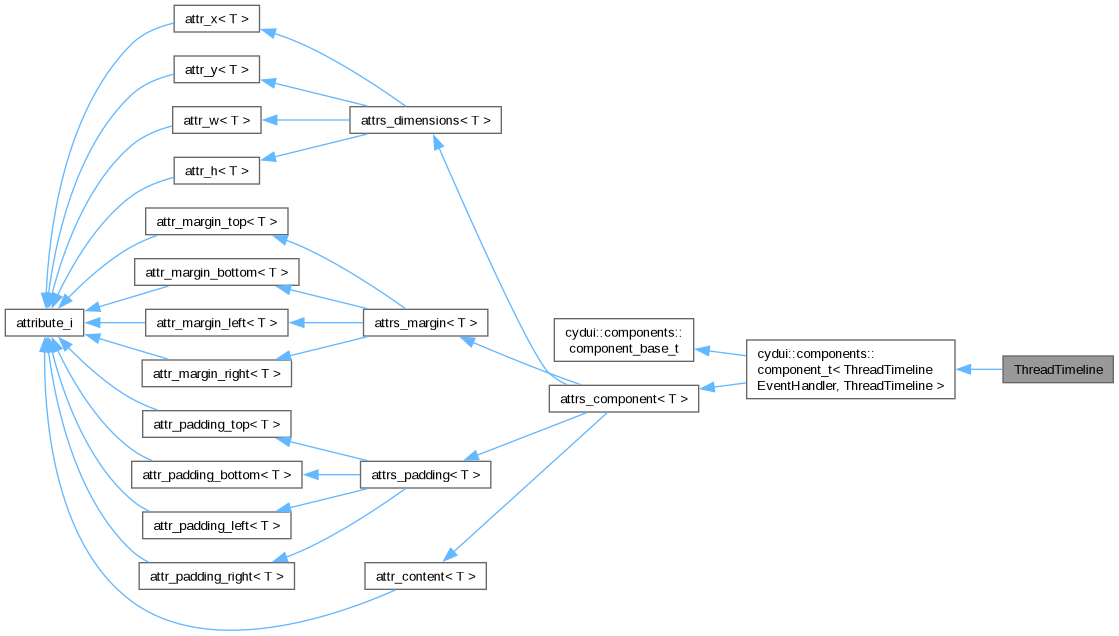 attr_x< T >
attr_y< T >
attr_w< T >
attr_h< T >
attrs_dimensions< T >
attr_margin_top< T >
attr_margin_bottom< T >
attr_margin_left< T >
attr_margin_right< T >
attribute_i
attrs_margin< T >
cydui::components::
component_base_t
cydui::components::
component_t< ThreadTimeline
EventHandler, ThreadTimeline >
ThreadTimeline
attrs_component< T >
attr_padding_top< T >
attr_padding_bottom< T >
attrs_padding< T >
attr_padding_left< T >
attr_padding_right< T >
attr_content< T >